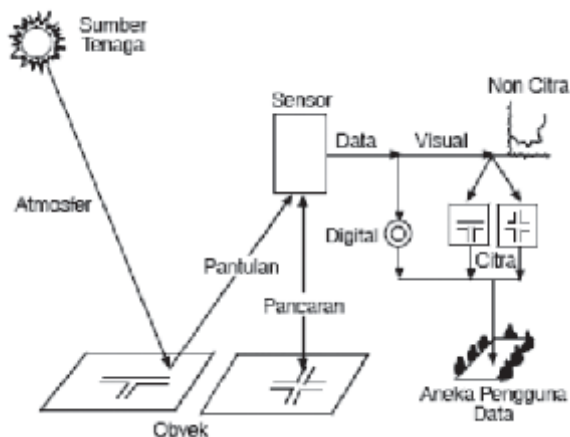 Sumber
Tenaga
Non Citra
Sensor
Data
Visual
Atmosfer
Digital
Citra
Pantulan
Pancaran
Aneka Pengguna
Data
Obyek